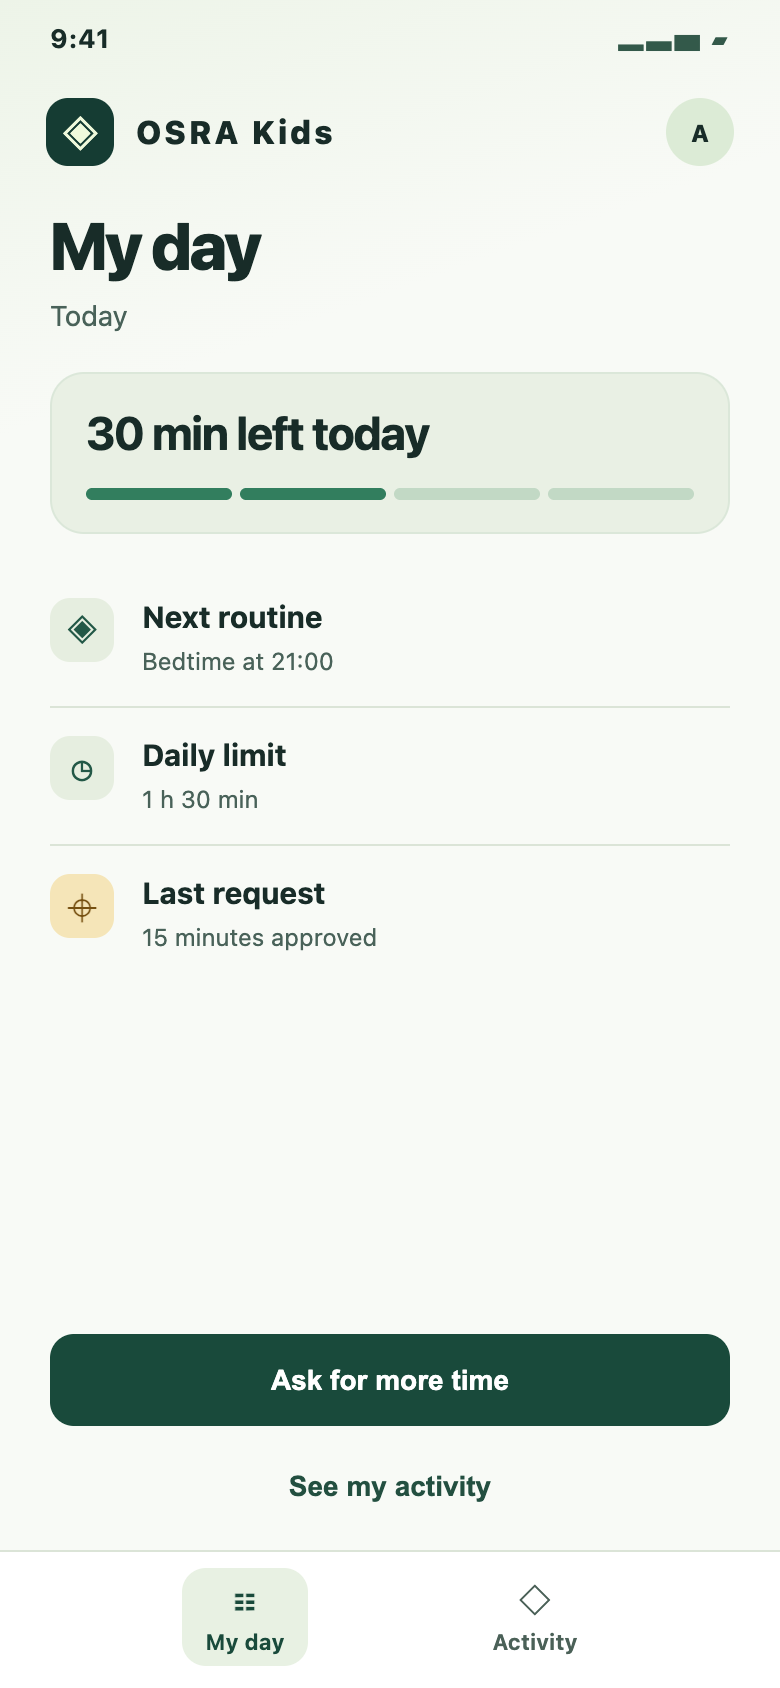 9:41
OSRA Kids
A
My day
Today
30 min left today
Next routine
Bedtime at 21:00
Daily limit
1 h 30 min
Last request
15 minutes approved
Ask for more time
See my activity
My day
Activity